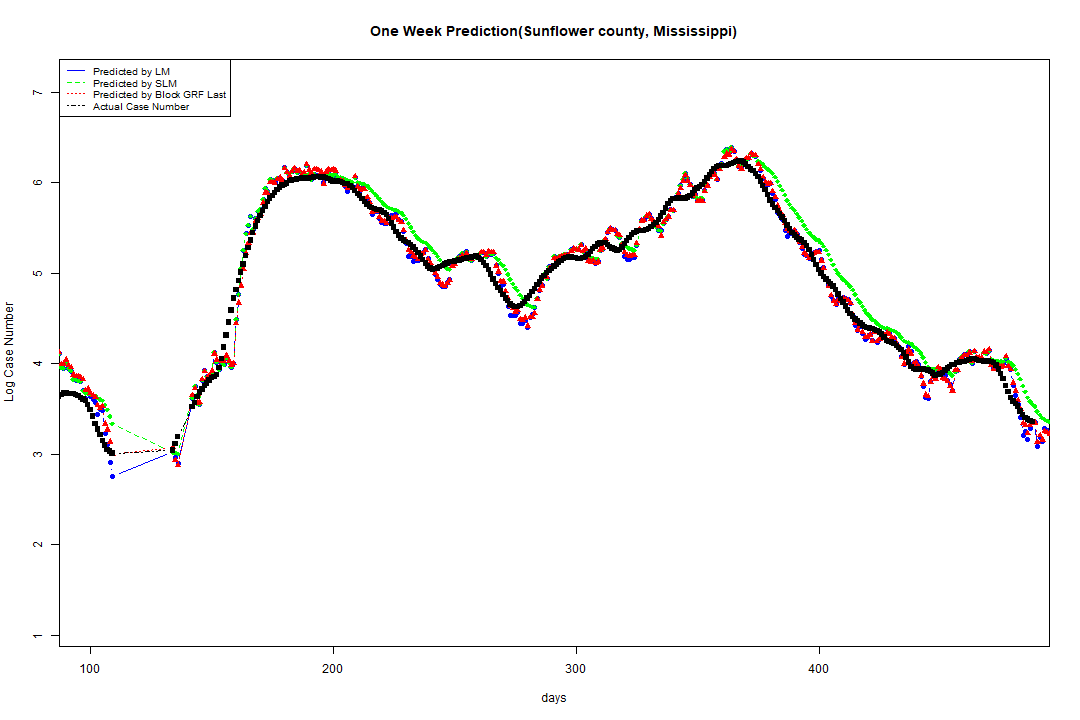 One Week Prediction(Sunflower county, Mississippi)
Predicted by LM
Predicted by SLM
Predicted by Block GRF Last
Actual Case Number
7
6
5
4
3
2
1
Log Case Number
100 200 300 400
days